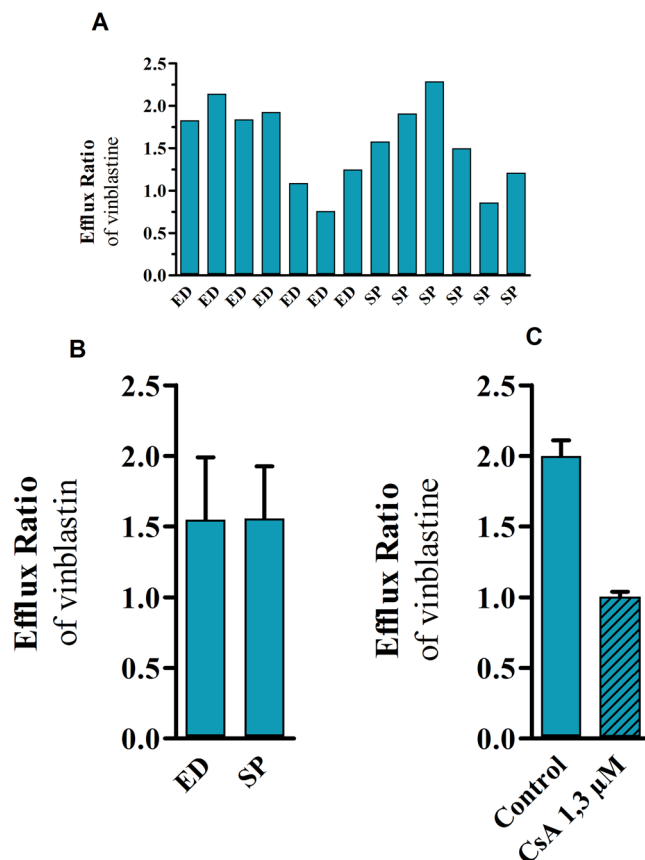 A
Efflux Ratio
of vinblastine
2.5
2.0
1.5
1.0
0.5
0.0
ED ED ED ED ED ED ED SP SP SP SP SP SP
B
Efflux Ratio
of vinblastin
2.5
2.0
1.5
1.0
0.5
0.0
ED SP
C
Efflux Ratio
of vinblastine
2.5
2.0
1.5
1.0
0.5
0.0
Control
CsA 1,3 µM